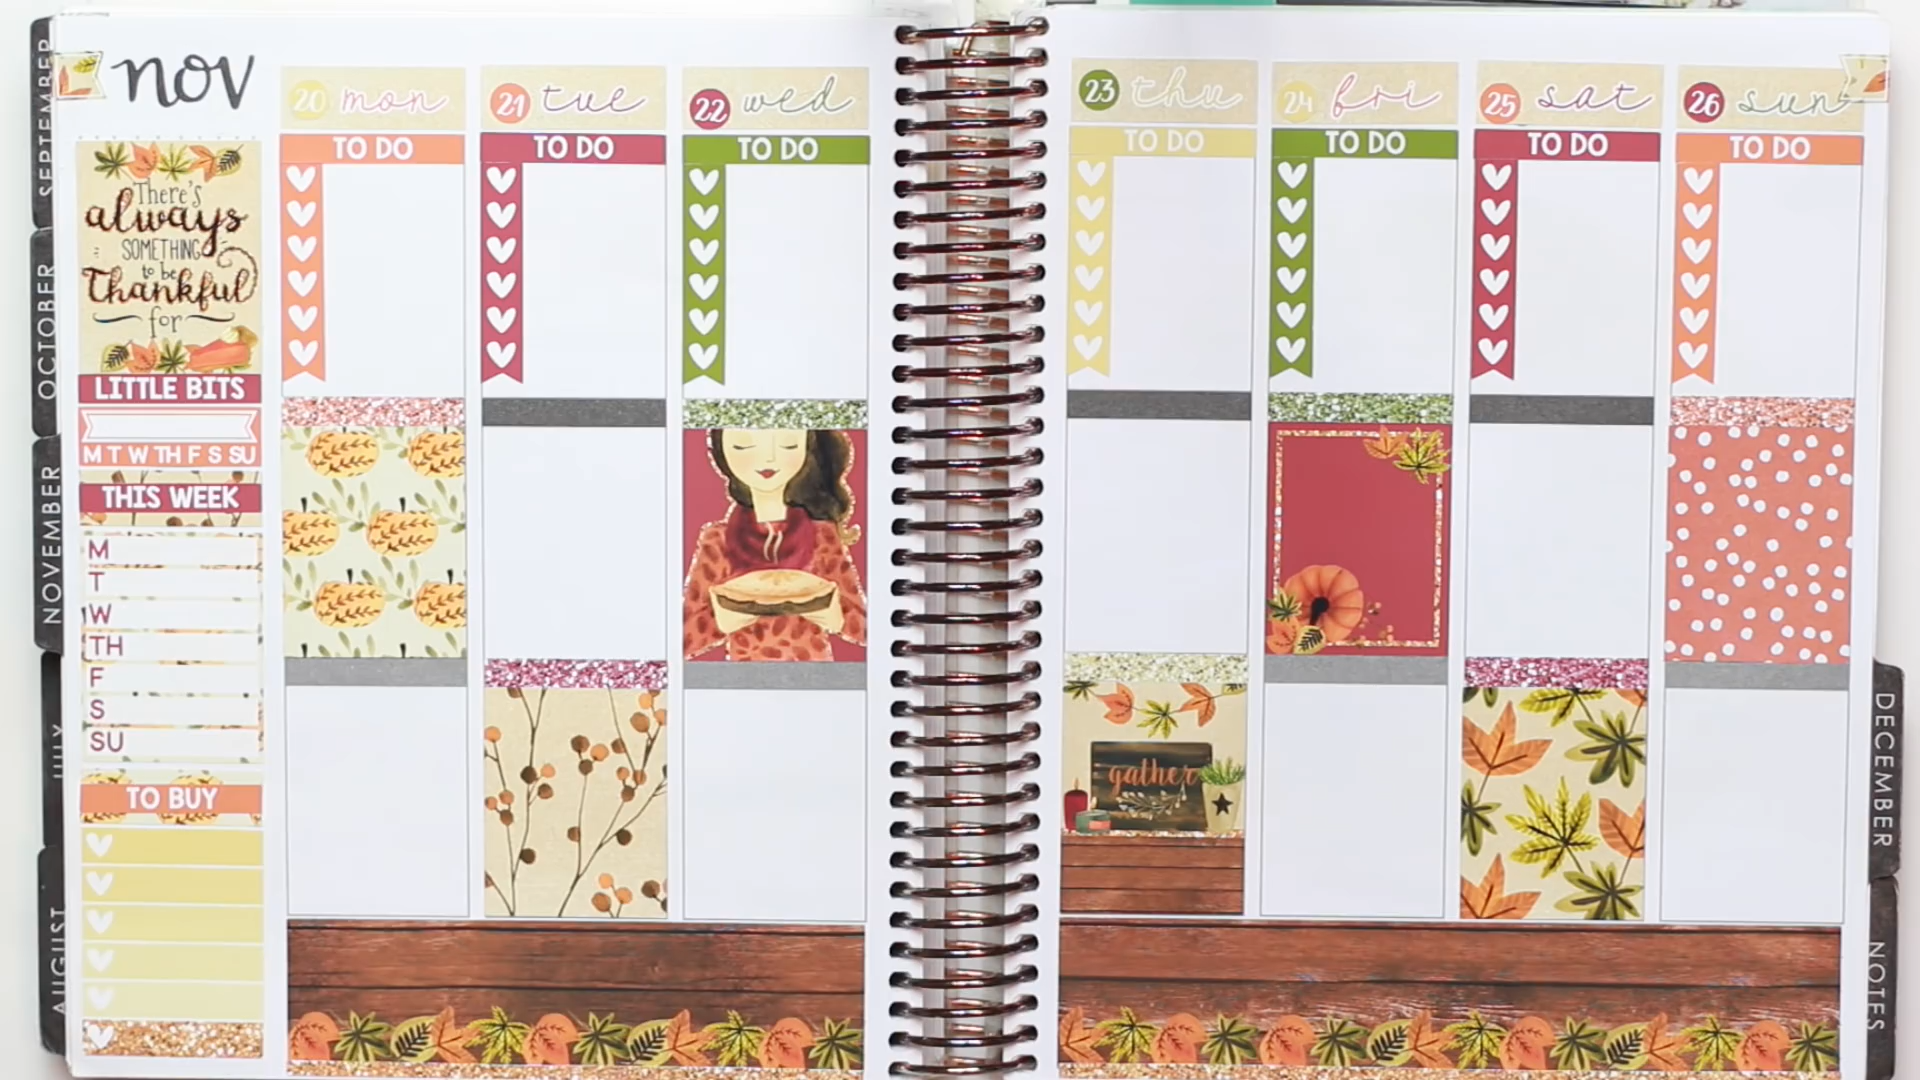 nov
There's
always
SOMETHING
to be
Thankful
for
LITTLE BITS
M T W TH F S SU
THIS WEEK
M
T
W
TH
F
S
SU
TO BUY
20 mon
TO DO
21 tue
TO DO
22 wed
TO DO
23 thu
TO DO
gather
24 fri
TO DO
25 sat
TO DO
26 sun
TO DO
SEPTEMBER
OCTOBER
NOVEMBER
JULY
AUGUST
DECEMBER
NOTES